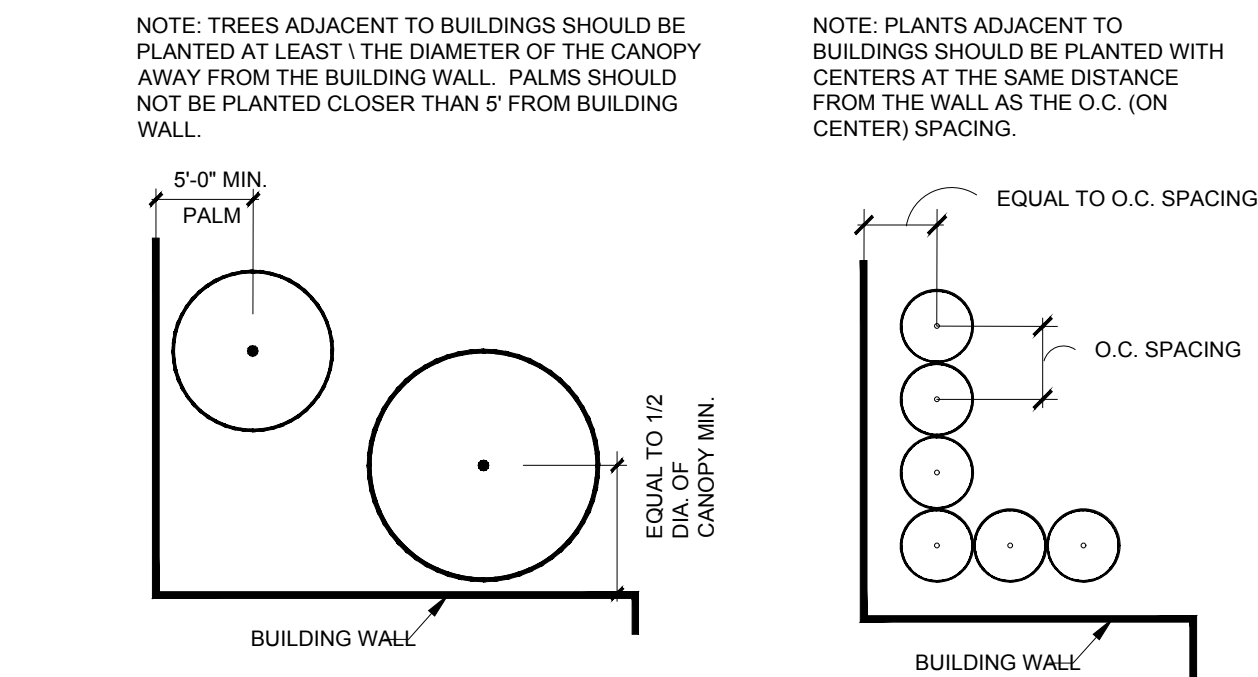 NOTE: TREES ADJACENT TO BUILDINGS SHOULD BE
PLANTED AT LEAST \ THE DIAMETER OF THE CANOPY
AWAY FROM THE BUILDING WALL. PALMS SHOULD
NOT BE PLANTED CLOSER THAN 5' FROM BUILDING
WALL.
5'-0" MIN.
PALM
EQUAL TO 1/2
DIA. OF
CANOPY MIN.
BUILDING WALL
NOTE: PLANTS ADJACENT TO
BUILDINGS SHOULD BE PLANTED WITH
CENTERS AT THE SAME DISTANCE
FROM THE WALL AS THE O.C. (ON
CENTER) SPACING.
EQUAL TO O.C. SPACING
O.C. SPACING
BUILDING WALL